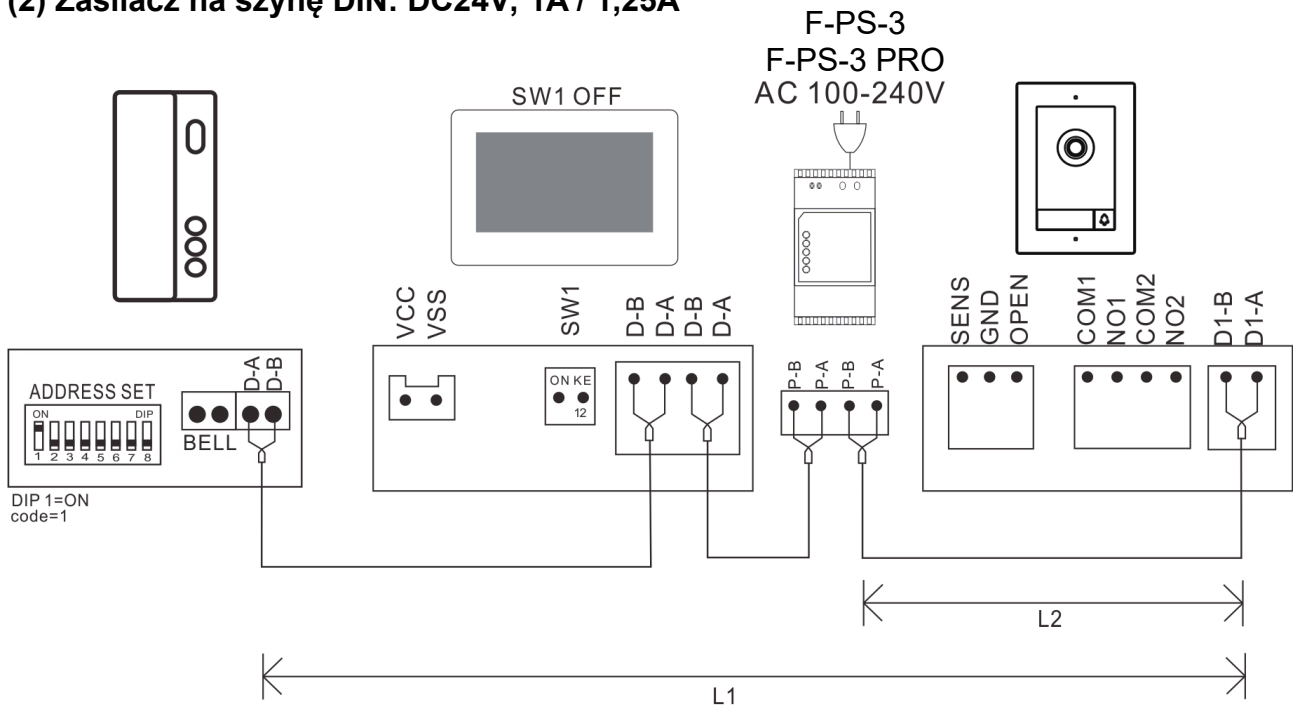 (2) Zasilacz na szynę DIN: DC24V, 1A / 1,25A
F-PS-3
F-PS-3 PRO
AC 100-240V
SW1 OFF
VCC
VSS
SW1
D-B
D-A
D-B
D-A
SENS
GND
OPEN
COM1
NO1
COM2
NO2
D1-B
D1-A
ADDRESS SET
ON DIP
1 2 3 4 5 6 7 8
BELL
D-A
D-B
ON KE
12
P-B
P-A
P-B
P-A
DIP 1=ON
code=1
L2
L1